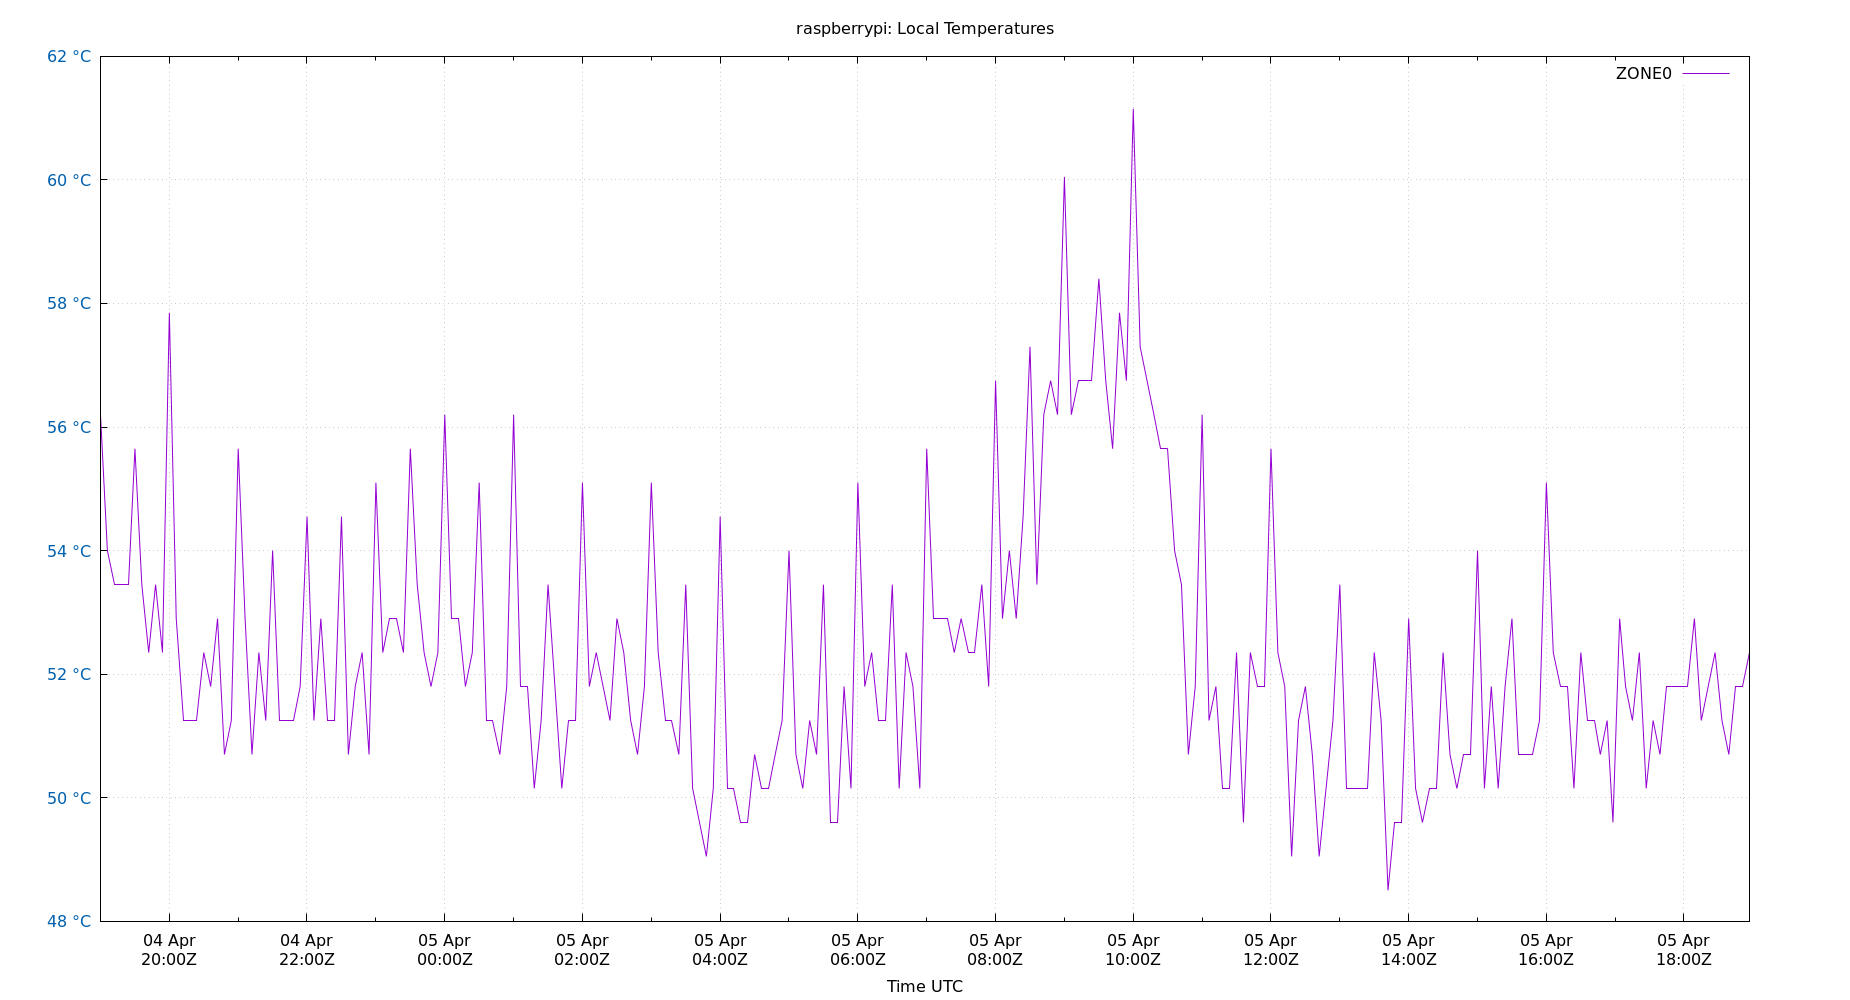 raspberrypi: Local Temperatures
ZONE0
62 °C
60 °C
58 °C
56 °C
54 °C
52 °C
50 °C
48 °C
04 Apr
20:00Z
04 Apr
22:00Z
05 Apr
00:00Z
05 Apr
02:00Z
05 Apr
04:00Z
05 Apr
06:00Z
05 Apr
08:00Z
05 Apr
10:00Z
05 Apr
12:00Z
05 Apr
14:00Z
05 Apr
16:00Z
05 Apr
18:00Z
Time UTC